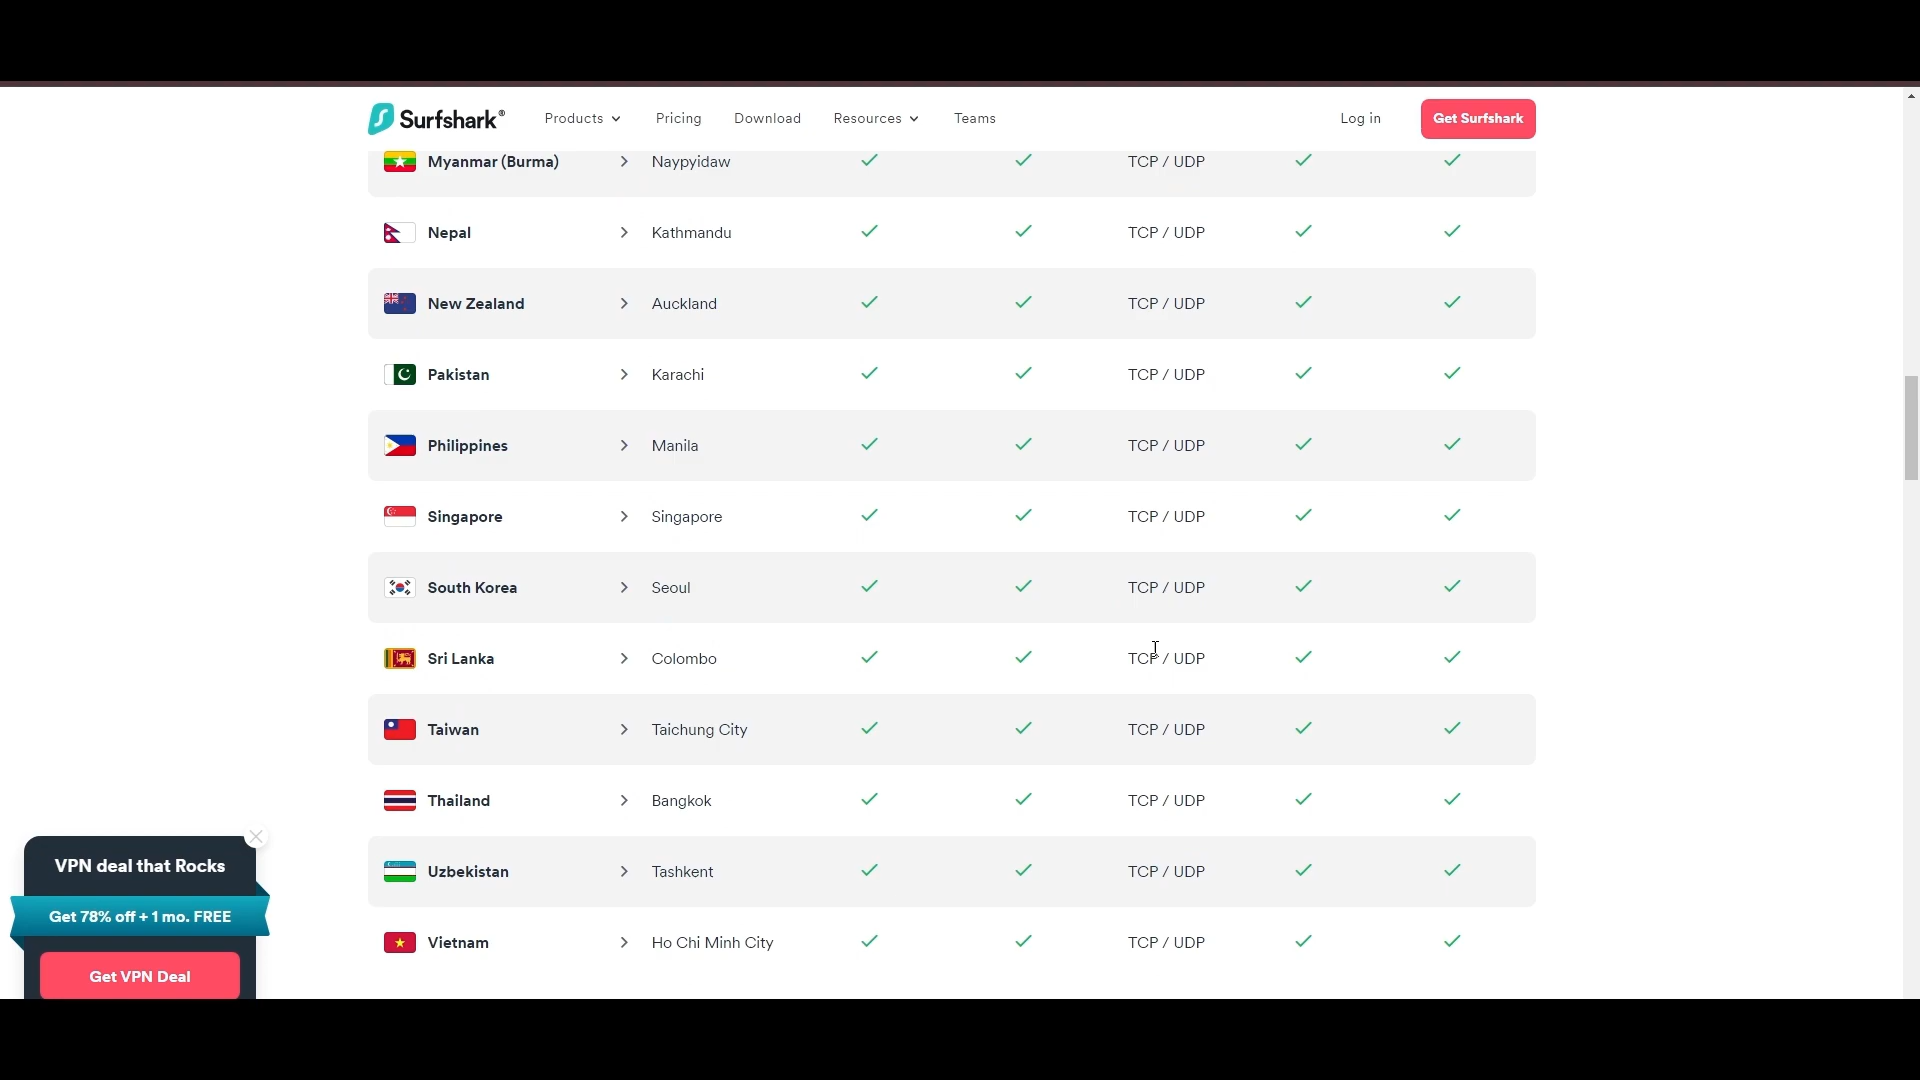 Surfshark®
Products
Pricing
Download
Resources
Teams
Log in
Get Surfshark
Myanmar (Burma) Naypyidaw TCP / UDP
Nepal Kathmandu TCP / UDP
New Zealand Auckland TCP / UDP
Pakistan Karachi TCP / UDP
Philippines Manila TCP / UDP
Singapore Singapore TCP / UDP
South Korea Seoul TCP / UDP
Sri Lanka Colombo TCP / UDP
Taiwan Taichung City TCP / UDP
Thailand Bangkok TCP / UDP
Uzbekistan Tashkent TCP / UDP
Vietnam Ho Chi Minh City TCP / UDP
VPN deal that Rocks
Get 78% off + 1 mo. FREE
Get VPN Deal